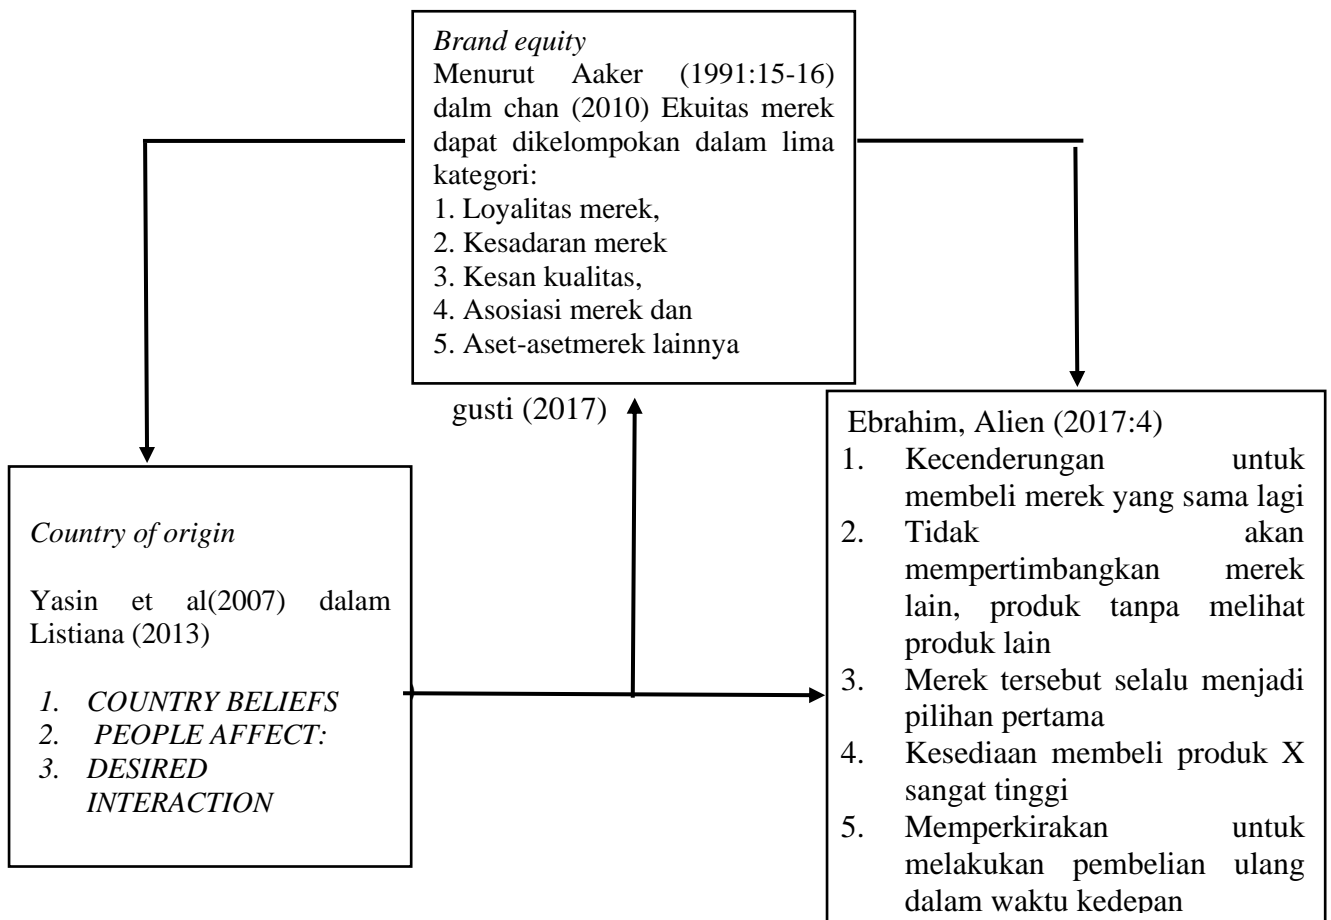 Brand equity
Menurut Aaker (1991:15-16)
dalm chan (2010) Ekuitas merek
dapat dikelompokan dalam lima
kategori:
1. Loyalitas merek,
2. Kesadaran merek
3. Kesan kualitas,
4. Asosiasi merek dan
5. Aset-asetmerek lainnya
gusti (2017)
Country of origin
Yasin et al(2007) dalam
Listiana (2013)
1. COUNTRY BELIEFS
2. PEOPLE AFFECT:
3. DESIRED
INTERACTION
Ebrahim, Alien (2017:4)
1. Kecenderungan untuk
membeli merek yang sama lagi
2. Tidak akan
mempertimbangkan merek
lain, produk tanpa melihat
produk lain
3. Merek tersebut selalu menjadi
pilihan pertama
4. Kesediaan membeli produk X
sangat tinggi
5. Memperkirakan untuk
melakukan pembelian ulang
dalam waktu kedepan